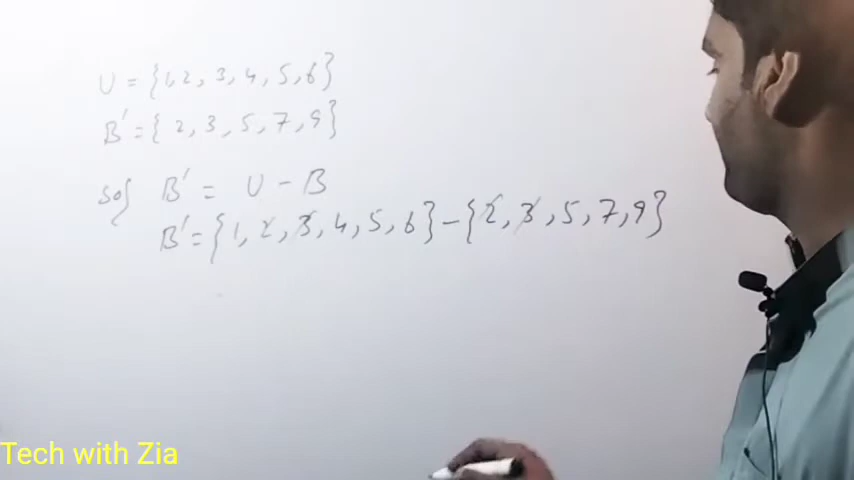 U = {1,2,3,4,5,6}
B' = {2,3,5,7,9}
sol B' = U - B
B' = {1,2,3,4,5,6} - {2,3,5,7,9}
Tech with Zia